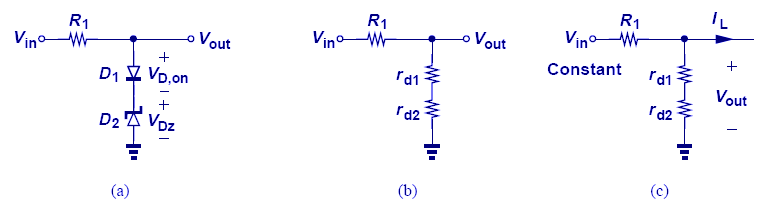 R1
Vin
Vout
D1
VD,on
D2
VDz
+
−
+
−
(a)
R1
Vin
Vout
rd1
rd2
(b)
R1
IL
Vin
Constant
rd1
rd2
+
Vout
−
(c)